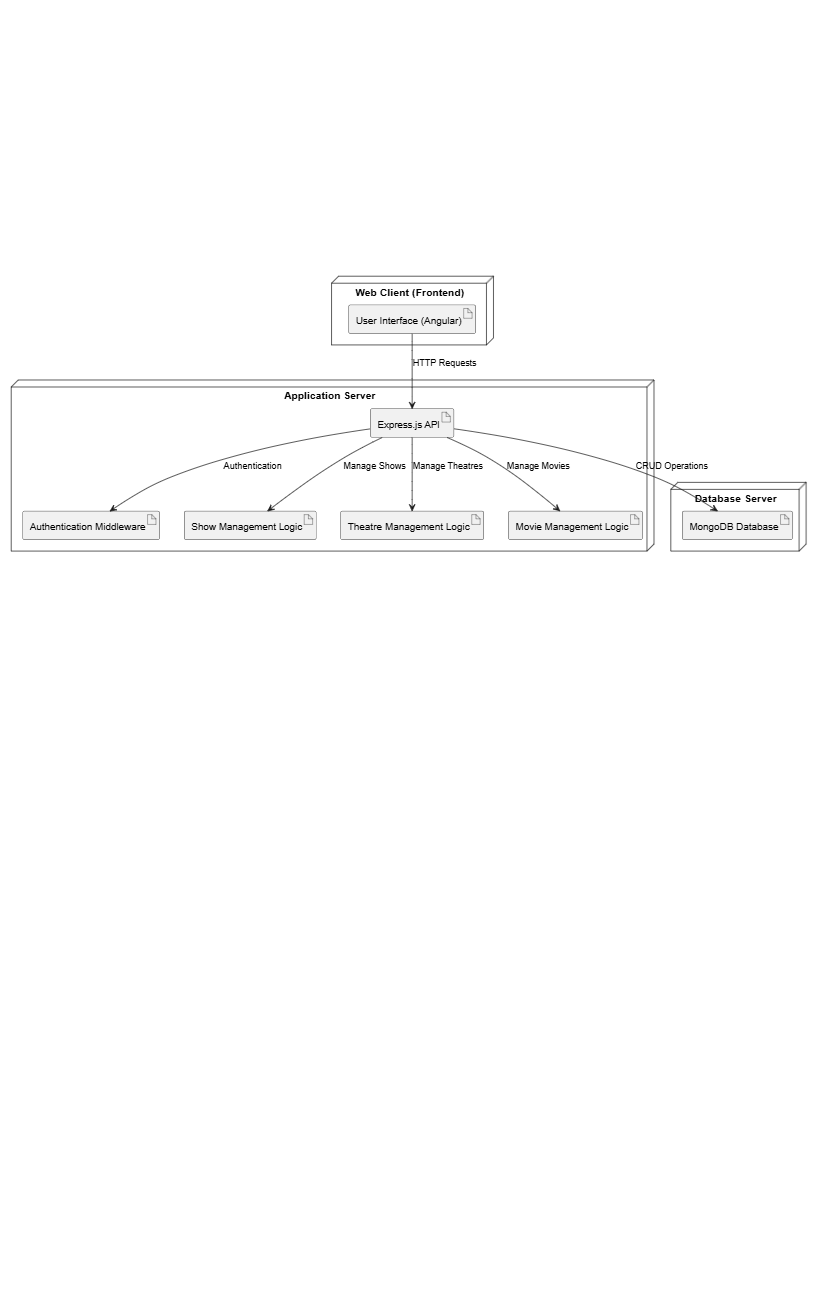 Web Client (Frontend)
User Interface (Angular)
HTTP Requests
Application Server
Express.js API
Authentication
Manage Shows
Manage Theatres
Manage Movies
CRUD Operations
Database Server
Authentication Middleware
Show Management Logic
Theatre Management Logic
Movie Management Logic
MongoDB Database